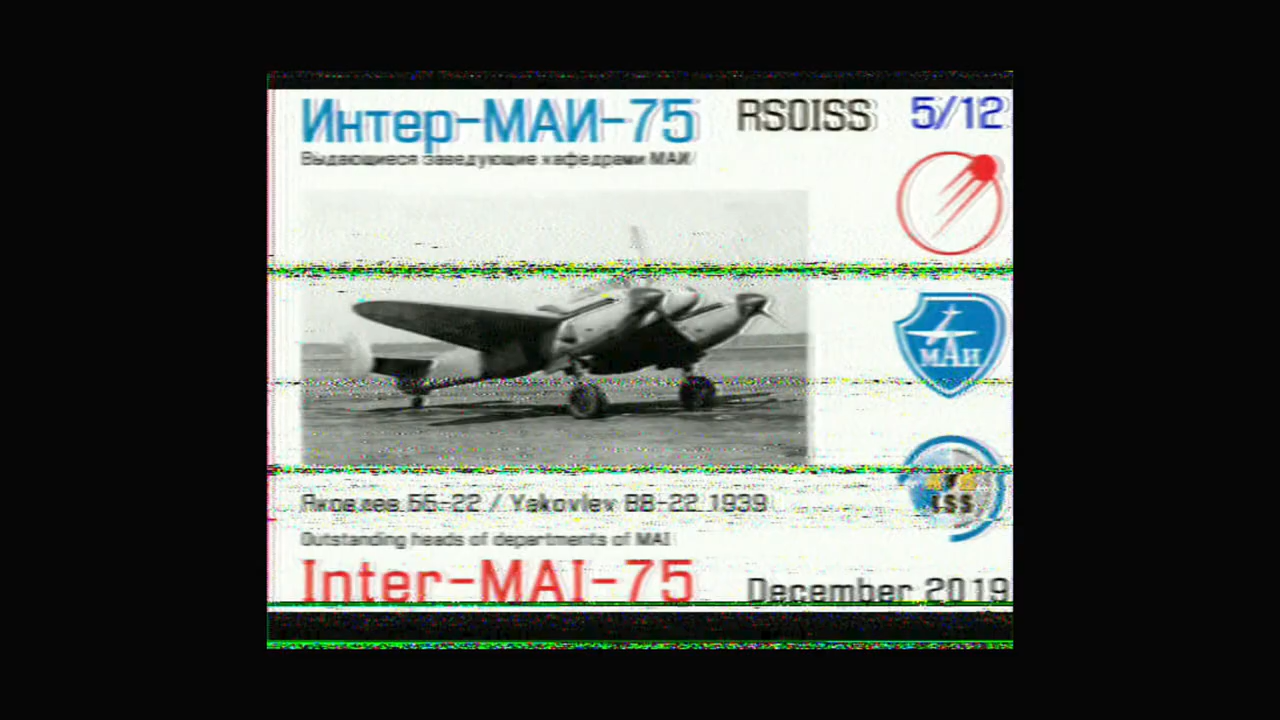 Интер-МАИ-75
RS0ISS
5/12
Выдающиеся заведующие кафедрами МАИ
МАИ
ISS
Яковлев ББ-22 / Yakovlev BB-22 1939
Outstanding heads of departments of MAI
Inter-MAI-75
December 2019